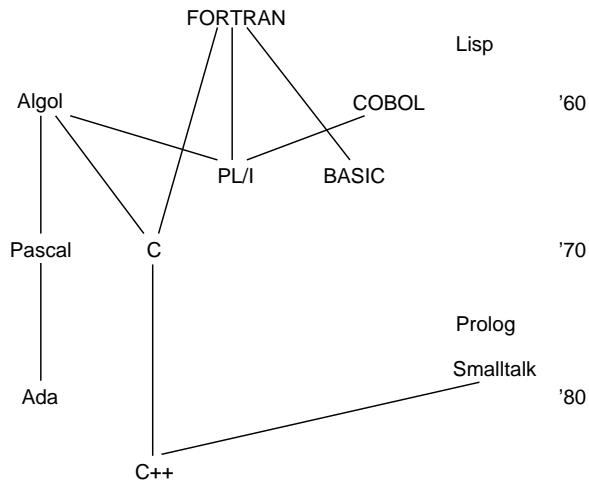 FORTRAN
Lisp
Algol
COBOL
'60
PL/I
BASIC
Pascal
C
'70
Prolog
Smalltalk
Ada
'80
C++